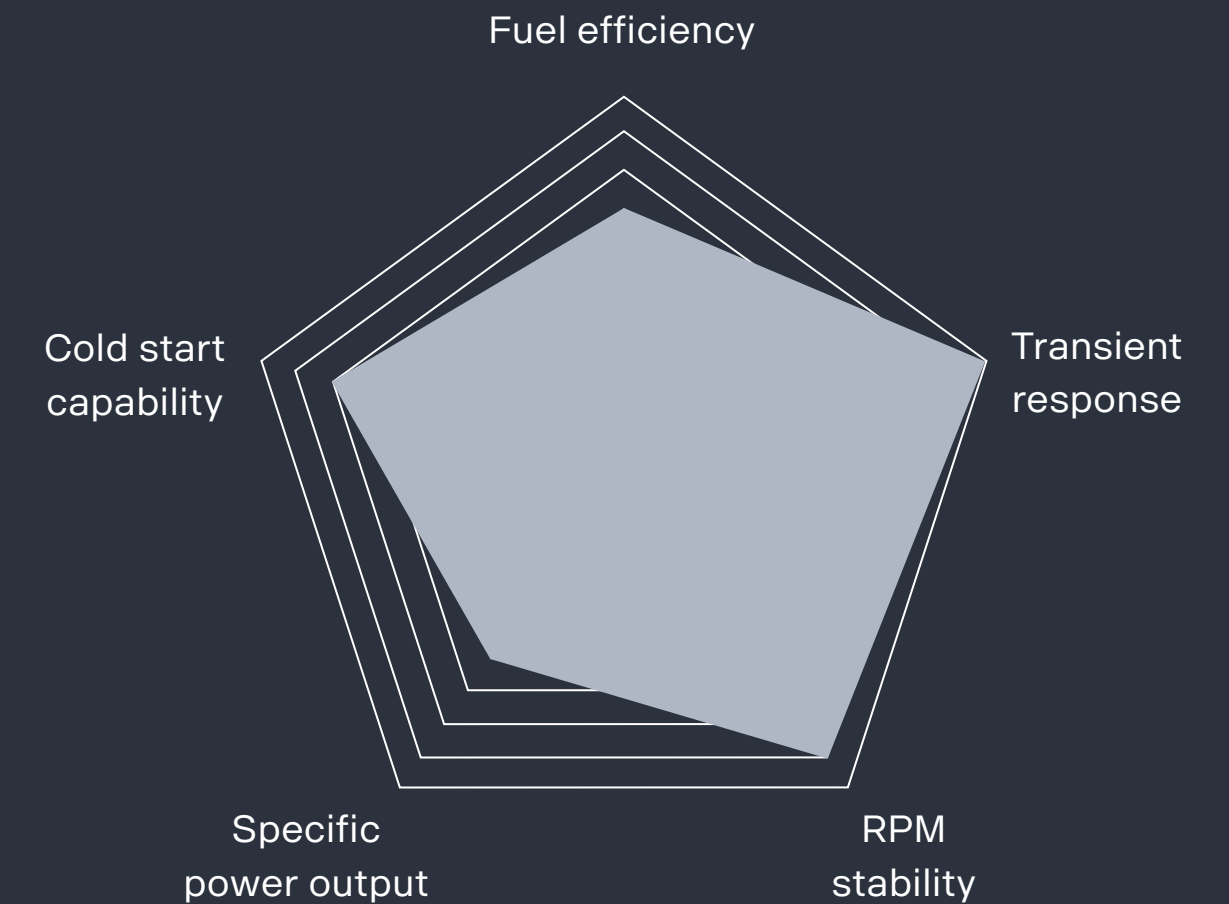 Fuel efficiency
Cold start
capability
Transient
response
Specific
power output
RPM
stability